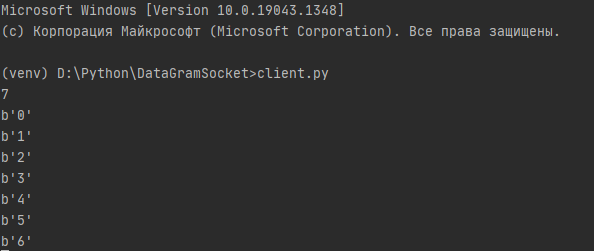 Microsoft Windows [Version 10.0.19043.1348]
(c) Корпорация Майкрософт (Microsoft Corporation). Все права защищены.
(venv) D:\Python\DataGramSocket>client.py
7
b'0'
b'1'
b'2'
b'3'
b'4'
b'5'
b'6'